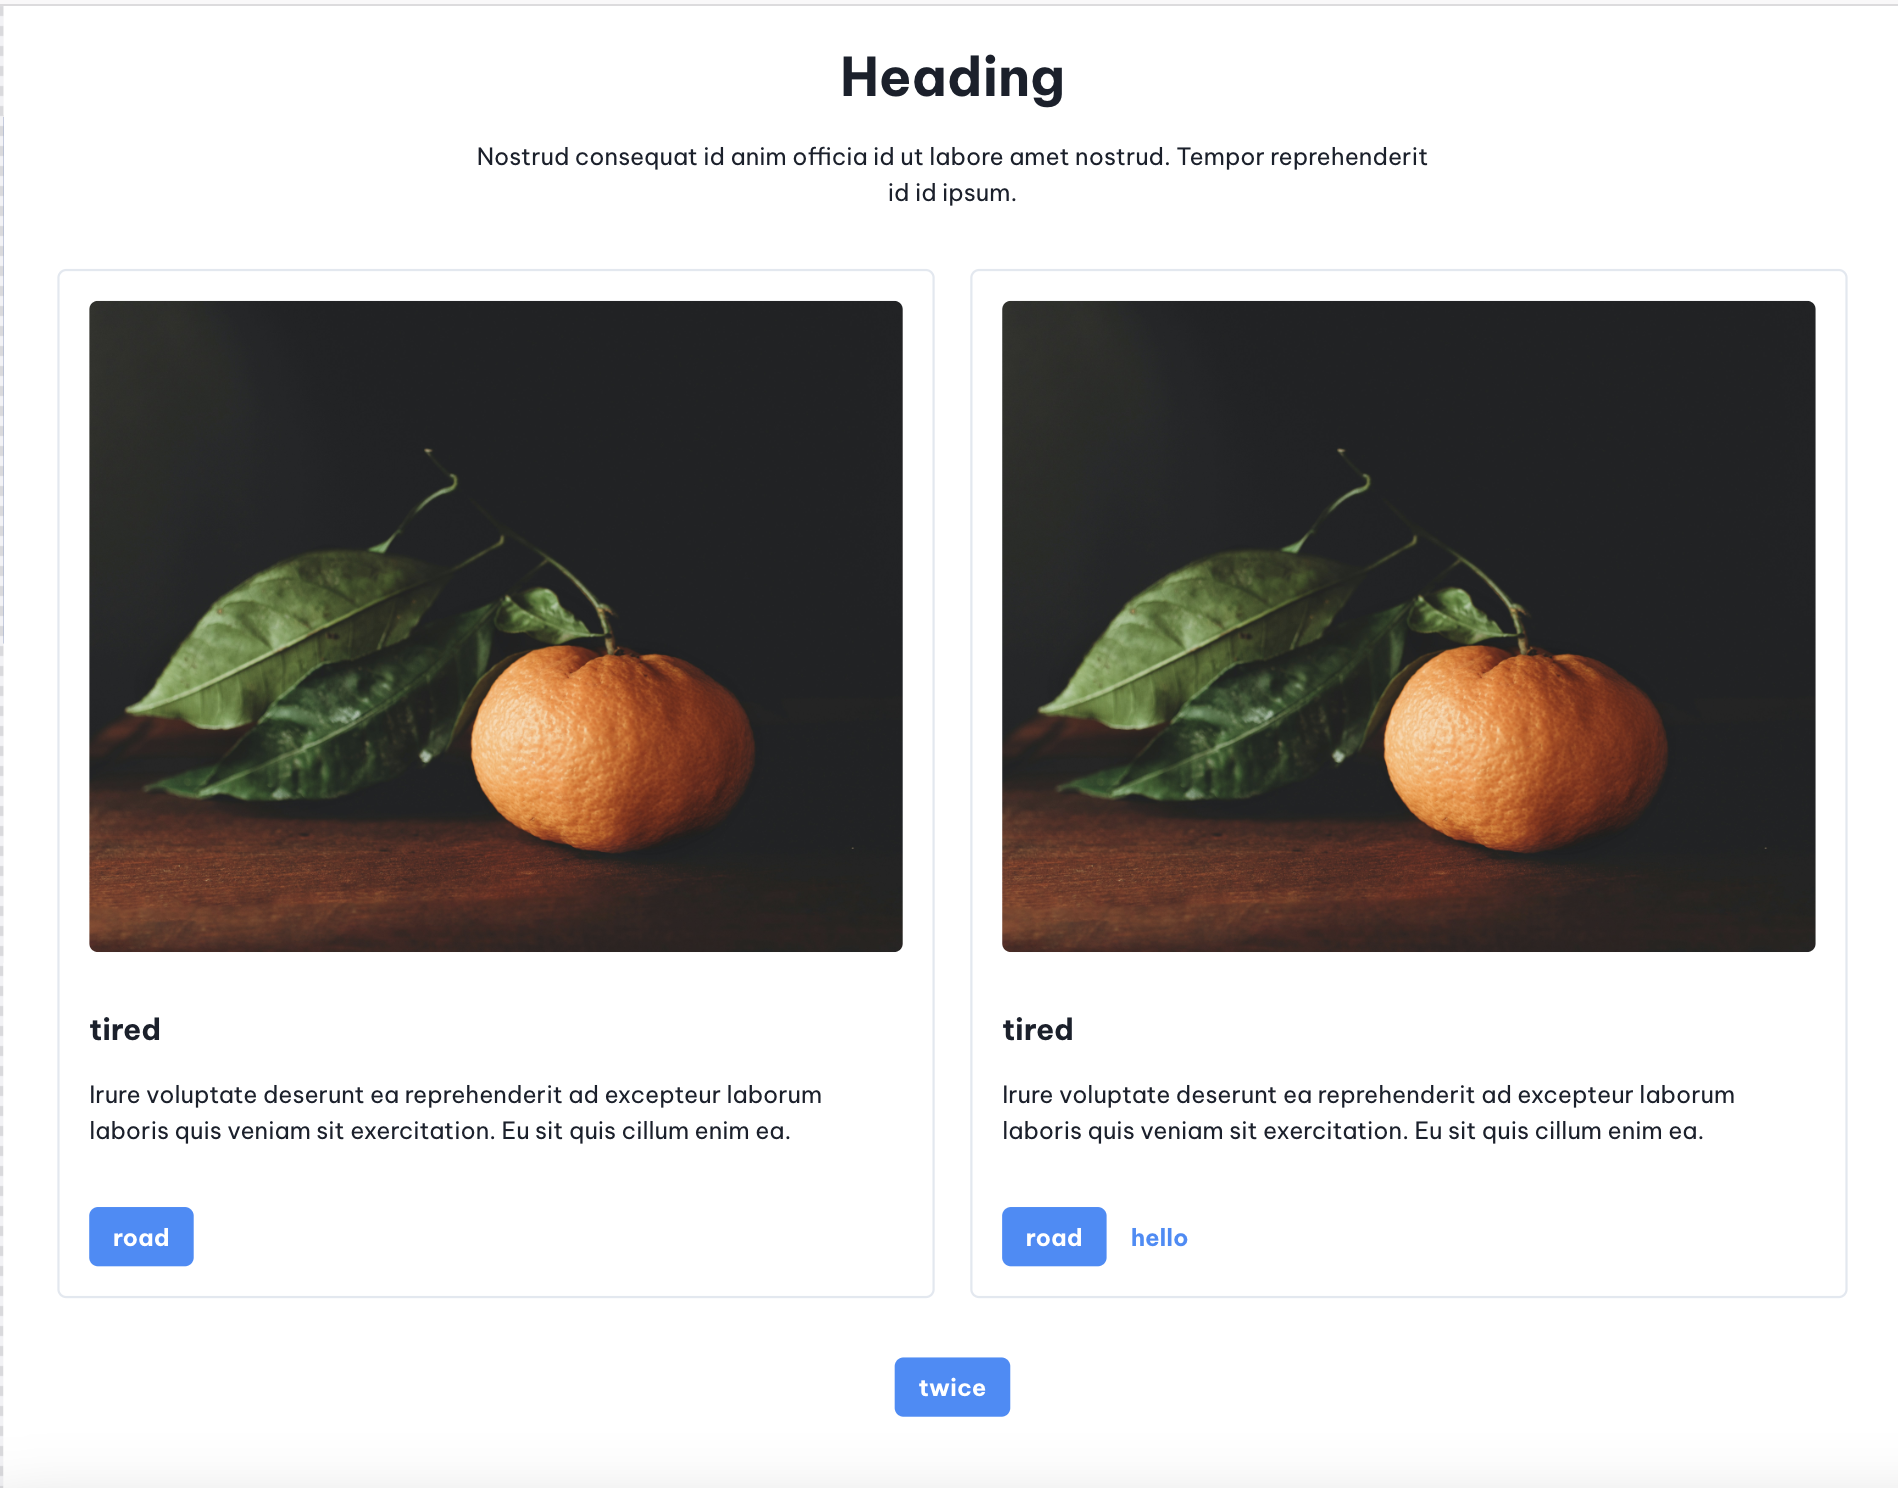 Heading
Nostrud consequat id anim officia id ut labore amet nostrud. Tempor reprehenderit
id id ipsum.
tired
Irure voluptate deserunt ea reprehenderit ad excepteur laborum
laboris quis veniam sit exercitation. Eu sit quis cillum enim ea.
road
tired
Irure voluptate deserunt ea reprehenderit ad excepteur laborum
laboris quis veniam sit exercitation. Eu sit quis cillum enim ea.
road hello
twice